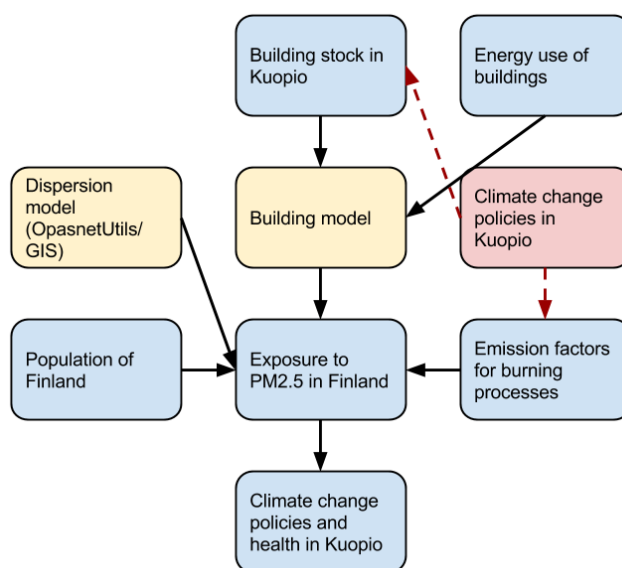 Building stock in
Kuopio
Energy use of
buildings
Dispersion
model
(OpasnetUtils/
GIS)
Building model
Climate change
policies in
Kuopio
Population of
Finland
Exposure to
PM2.5 in Finland
Emission factors
for burning
processes
Climate change
policies and
health in Kuopio